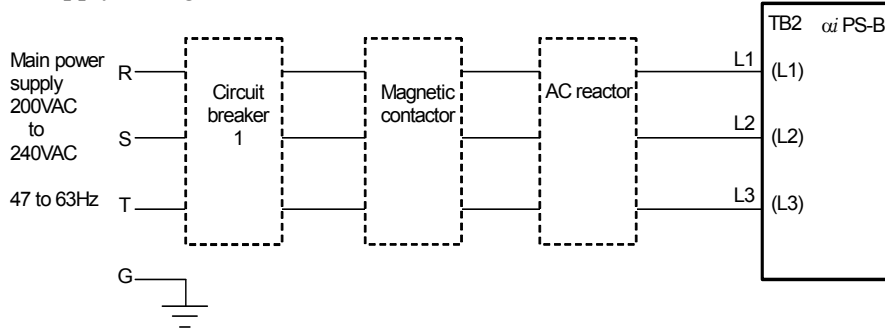 TB2 αi PS-B
Main power
supply
200VAC
to
240VAC
47 to 63Hz
R
S
T
G
Circuit
breaker
1
Magnetic
contactor
AC reactor
L1
(L1)
L2
(L2)
L3
(L3)